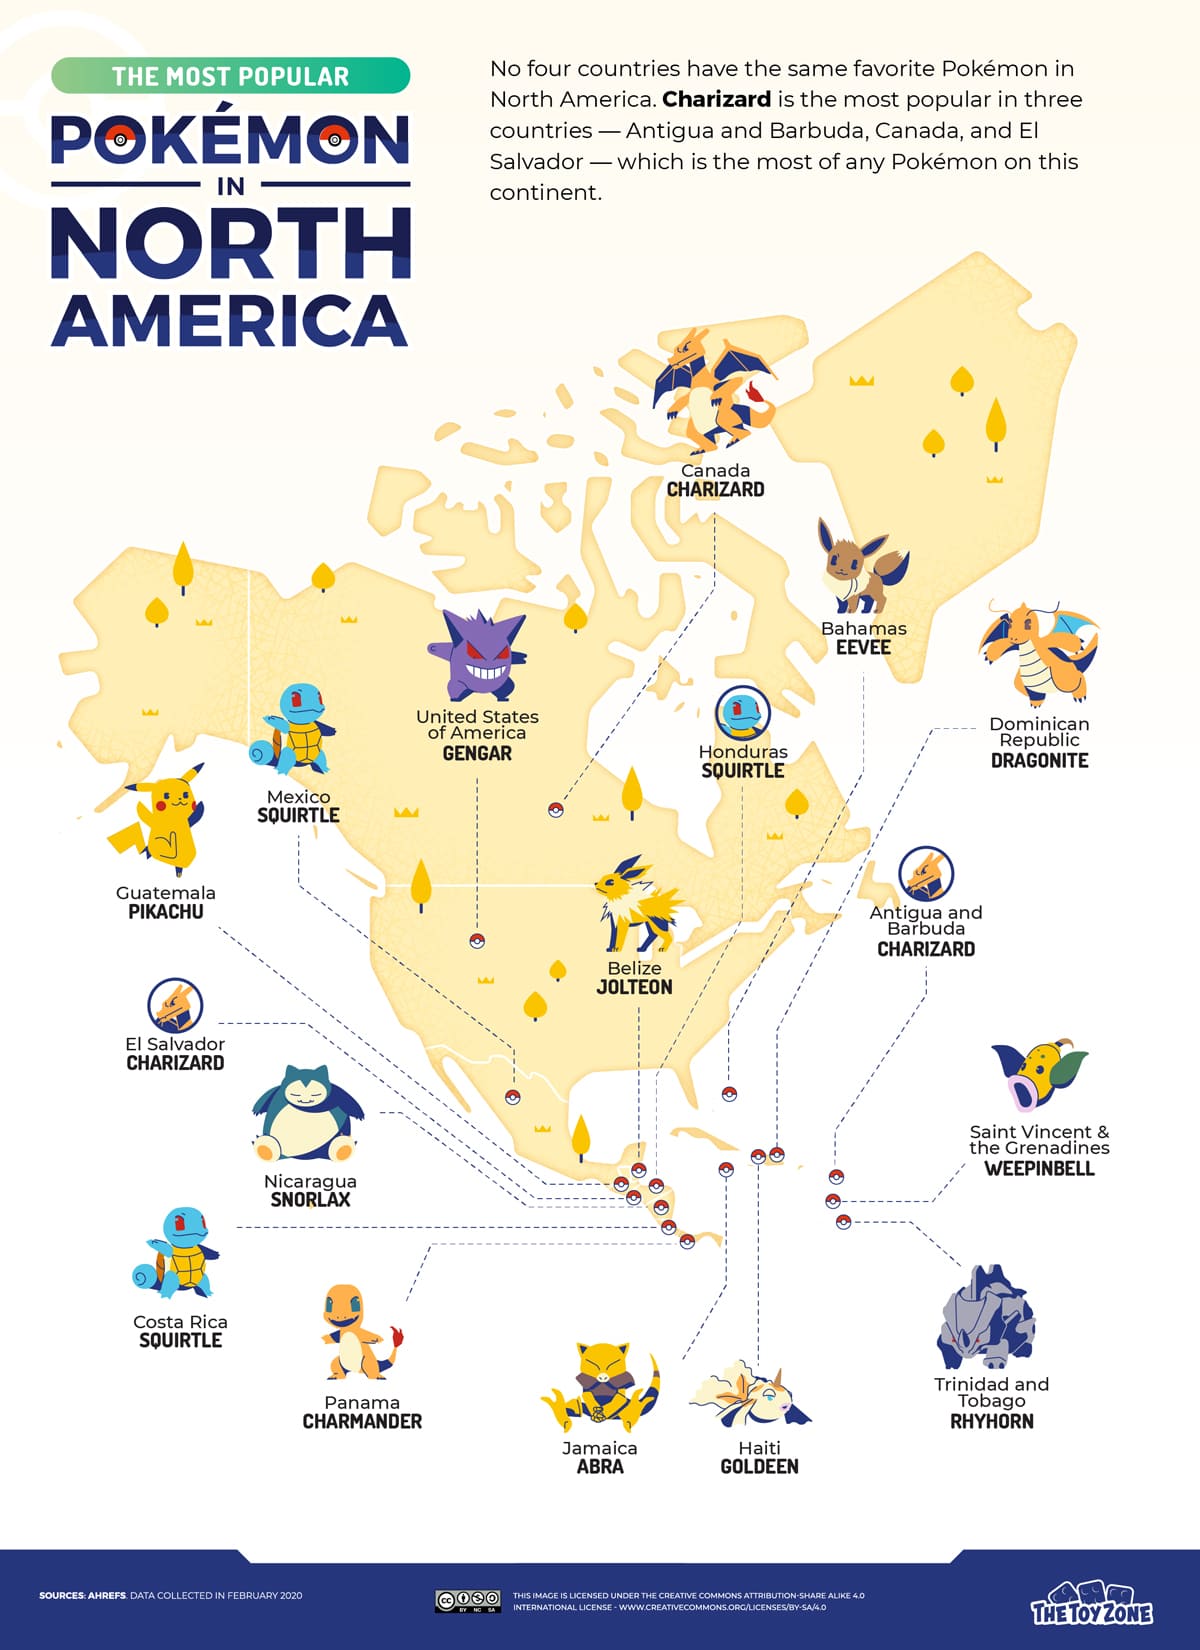 THE MOST POPULAR
POKÉMON
IN
NORTH
AMERICA
No four countries have the same favorite Pokémon in
North America. Charizard is the most popular in three
countries — Antigua and Barbuda, Canada, and El
Salvador — which is the most of any Pokémon on this
continent.
Canada
CHARIZARD
Bahamas
EEVEE
Dominican
Republic
DRAGONITE
United States
of America
GENGAR
Honduras
SQUIRTLE
Mexico
SQUIRTLE
Guatemala
PIKACHU
Antigua and
Barbuda
CHARIZARD
Belize
JOLTEON
El Salvador
CHARIZARD
Saint Vincent &
the Grenadines
WEEPINBELL
Nicaragua
SNORLAX
Costa Rica
SQUIRTLE
Panama
CHARMANDER
Trinidad and
Tobago
RHYHORN
Jamaica
ABRA
Haiti
GOLDEEN
SOURCES: AHREFS. DATA COLLECTED IN FEBRUARY 2020
CC
BY NC SA
THIS IMAGE IS LICENSED UNDER THE CREATIVE COMMONS ATTRIBUTION-SHARE ALIKE 4.0
INTERNATIONAL LICENSE - WWW.CREATIVECOMMONS.ORG/LICENSES/BY-SA/4.0
THE TOY ZONE